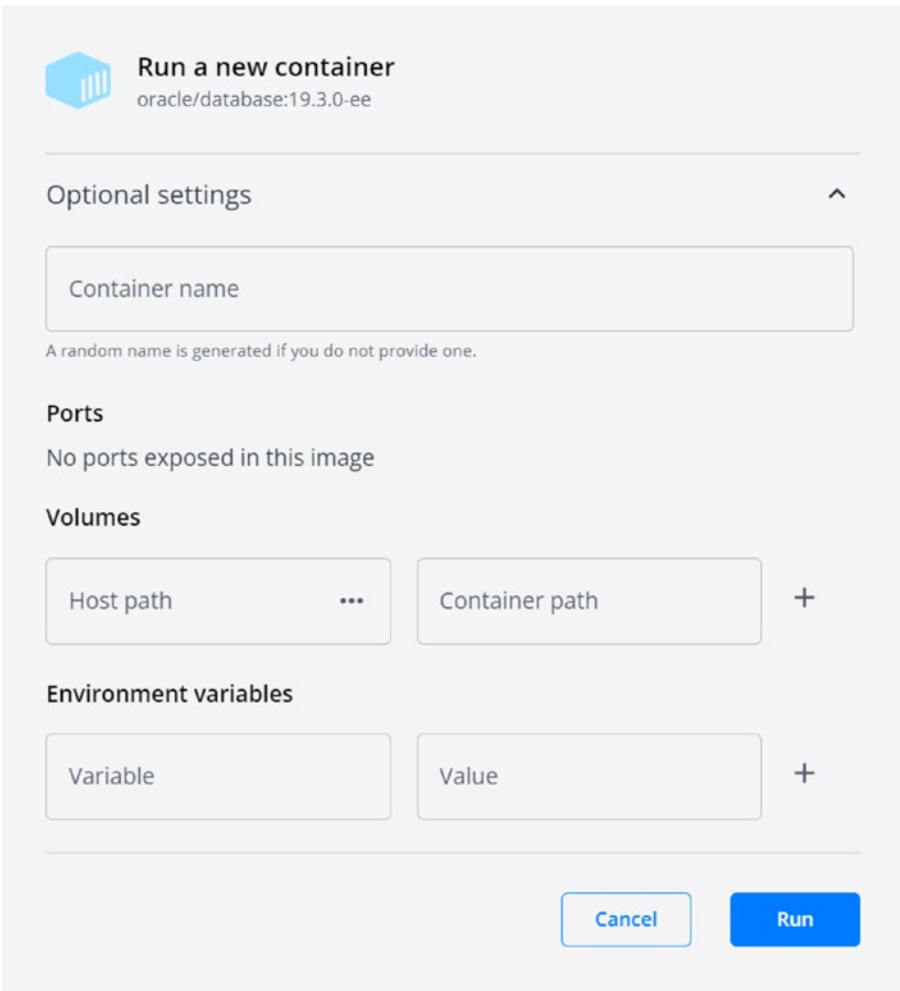 Run a new container
oracle/database:19.3.0-ee
Optional settings
Container name
A random name is generated if you do not provide one.
Ports
No ports exposed in this image
Volumes
Host path ••• Container path +
Environment variables
Variable Value +
Cancel Run